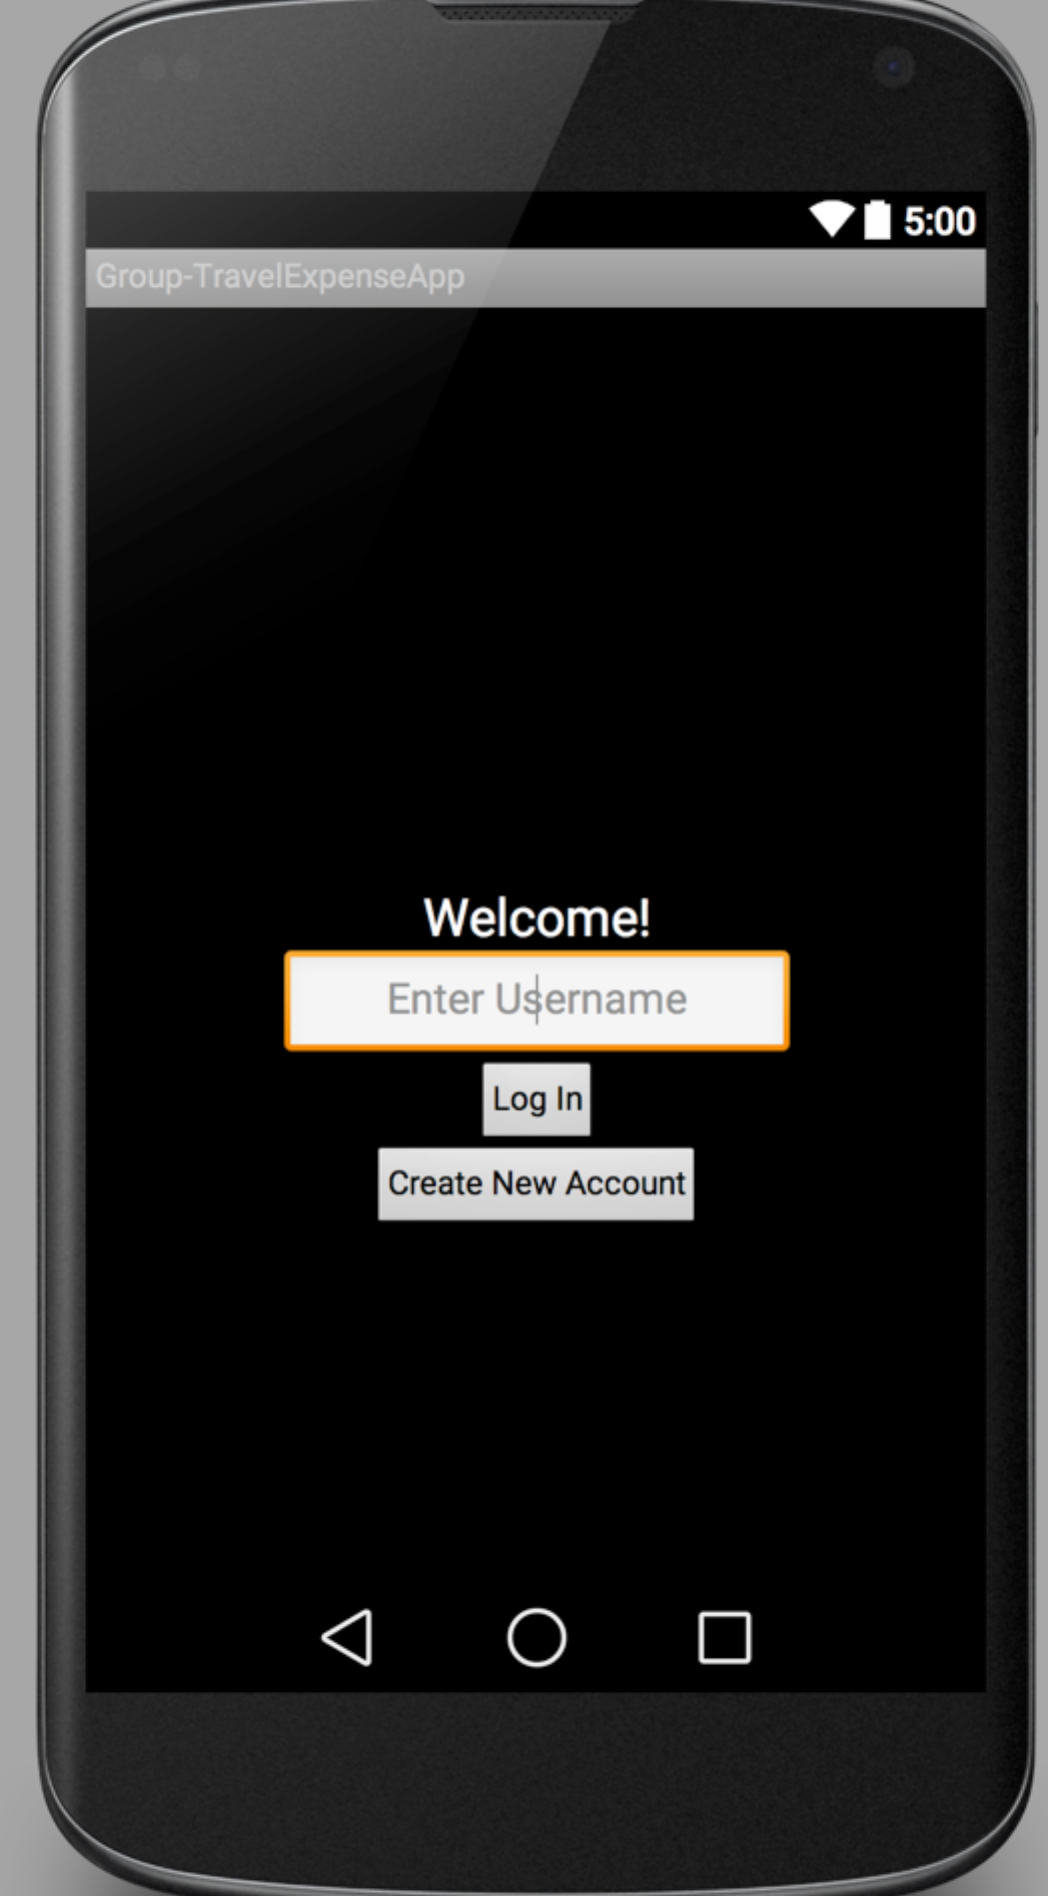 5:00
Group-TravelExpenseApp
Welcome!
Enter Username
Log In
Create New Account